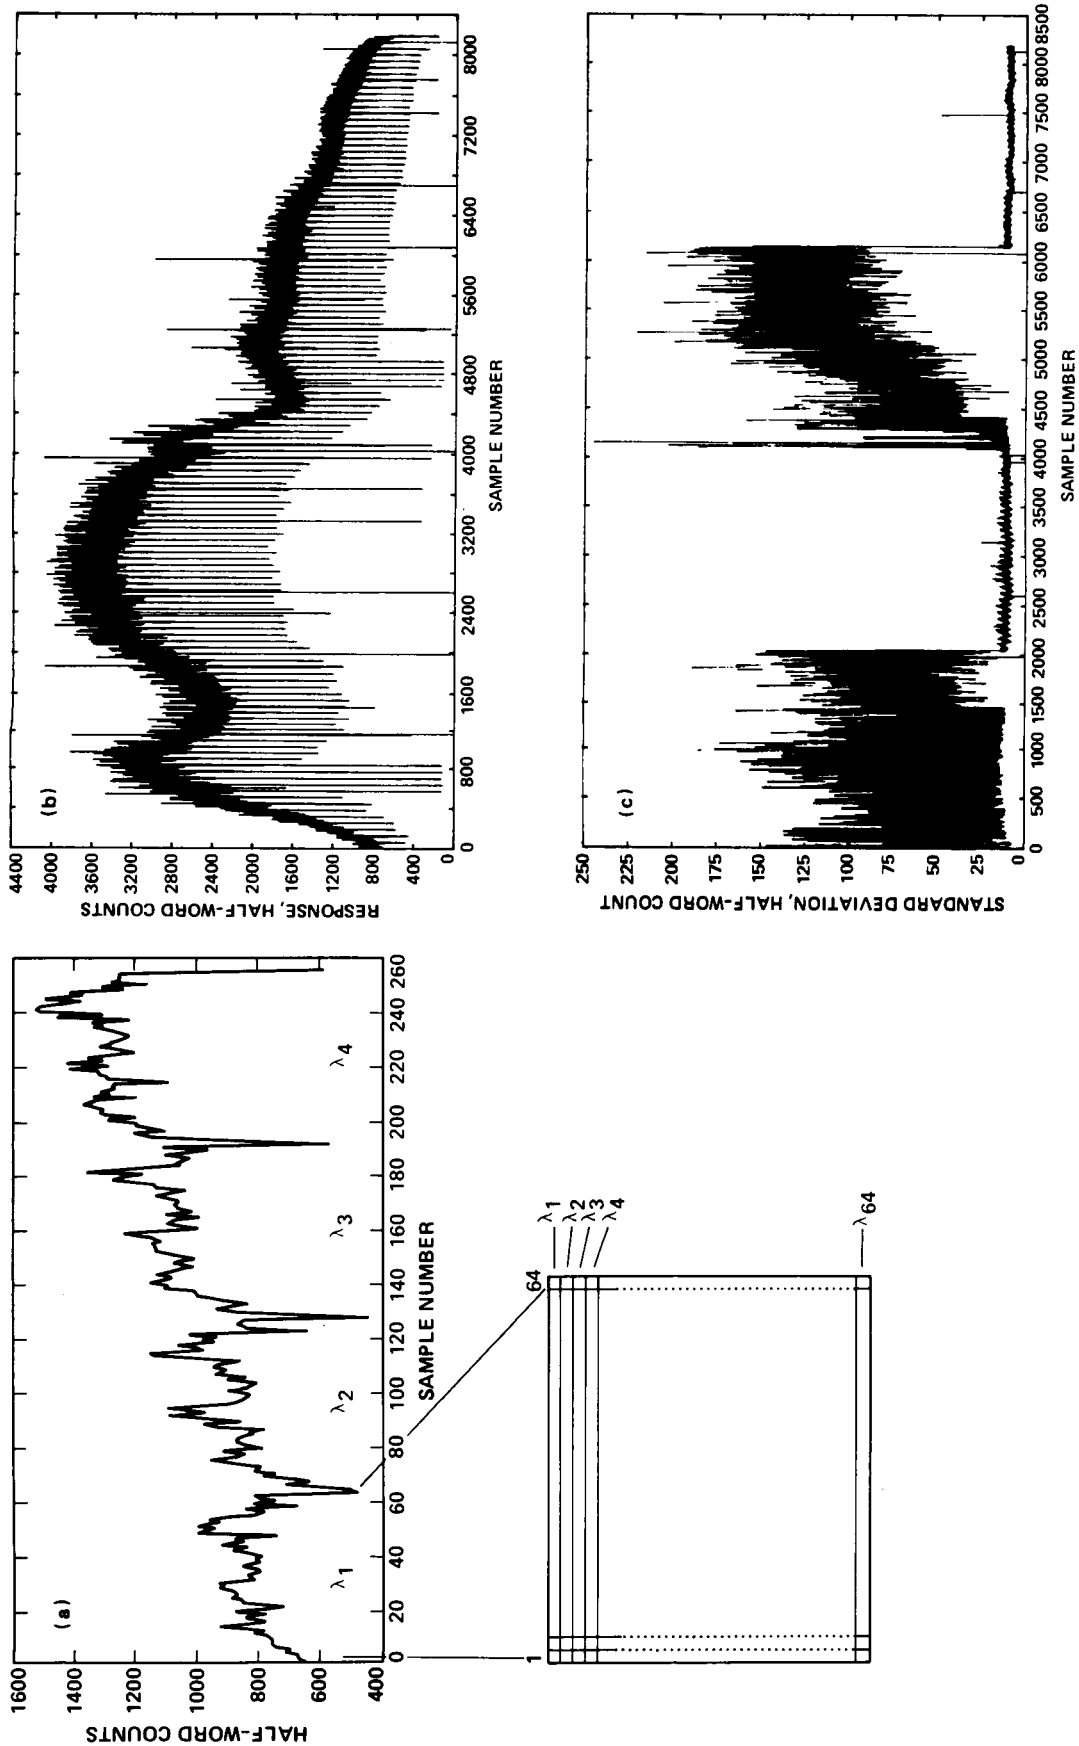 (a)
1600
1400
1200
1000
800
600
400
HALF-WORD COUNTS
0 20 40 60 80 100 120 140 160 180 200 220 240 260
λ1 λ2 λ3 λ4
SAMPLE NUMBER
1 64
λ1
λ2
λ3
λ4
λ64
(b)
4400
4000
3600
3200
2800
2400
2000
1600
1200
800
400
RESPONSE, HALF-WORD COUNTS
0 800 1600 2400 3200 4000 4800 5600 6400 7200 8000
SAMPLE NUMBER
(c)
250
225
200
175
150
125
100
75
50
25
0
STANDARD DEVIATION, HALF-WORD COUNT
0 500 1000 1500 2000 2500 3000 3500 4000 4500 5000 5500 6000 6500 7000 7500 8000 8500
SAMPLE NUMBER